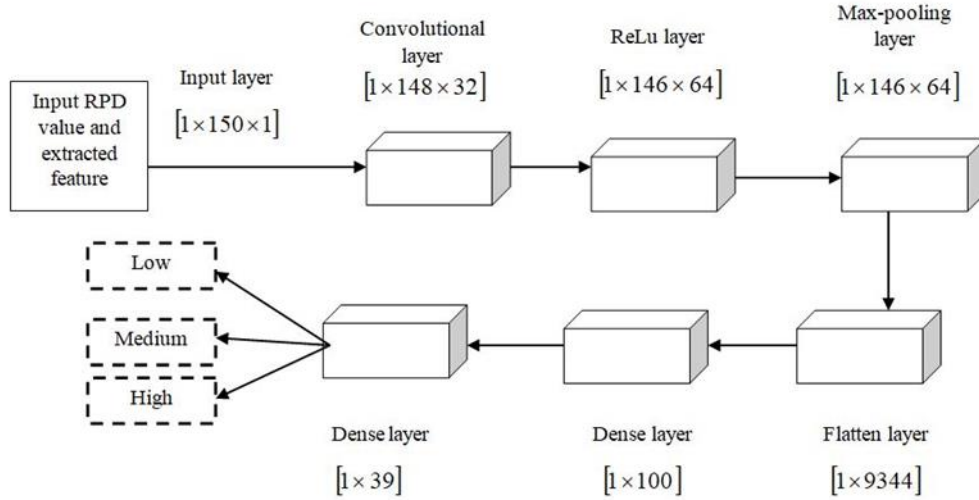 Input RPD
value and
extracted
feature
Input layer
[1×150×1]
Convolutional
layer
[1×148×32]
ReLu layer
[1×146×64]
Max-pooling
layer
[1×146×64]
Low
Medium
High
Dense layer
[1×39]
Dense layer
[1×100]
Flatten layer
[1×9344]